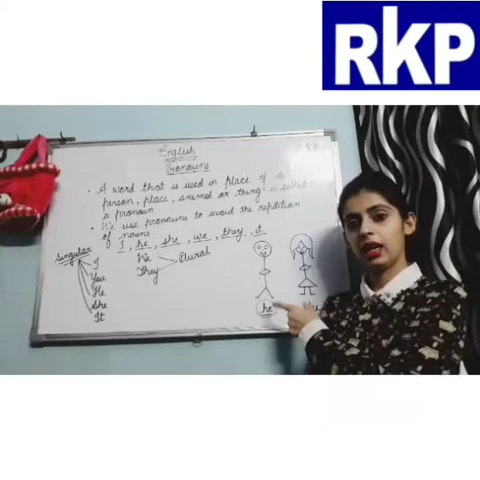 RKP
English
Pronouns
• A word that is used in place of a
person, place, animal or thing is called
a pronoun
• We use pronouns to avoid the repitition
of nouns
I, he, she, we, they, it
Singular
I
You
He
She
It
We
They
Plural
he